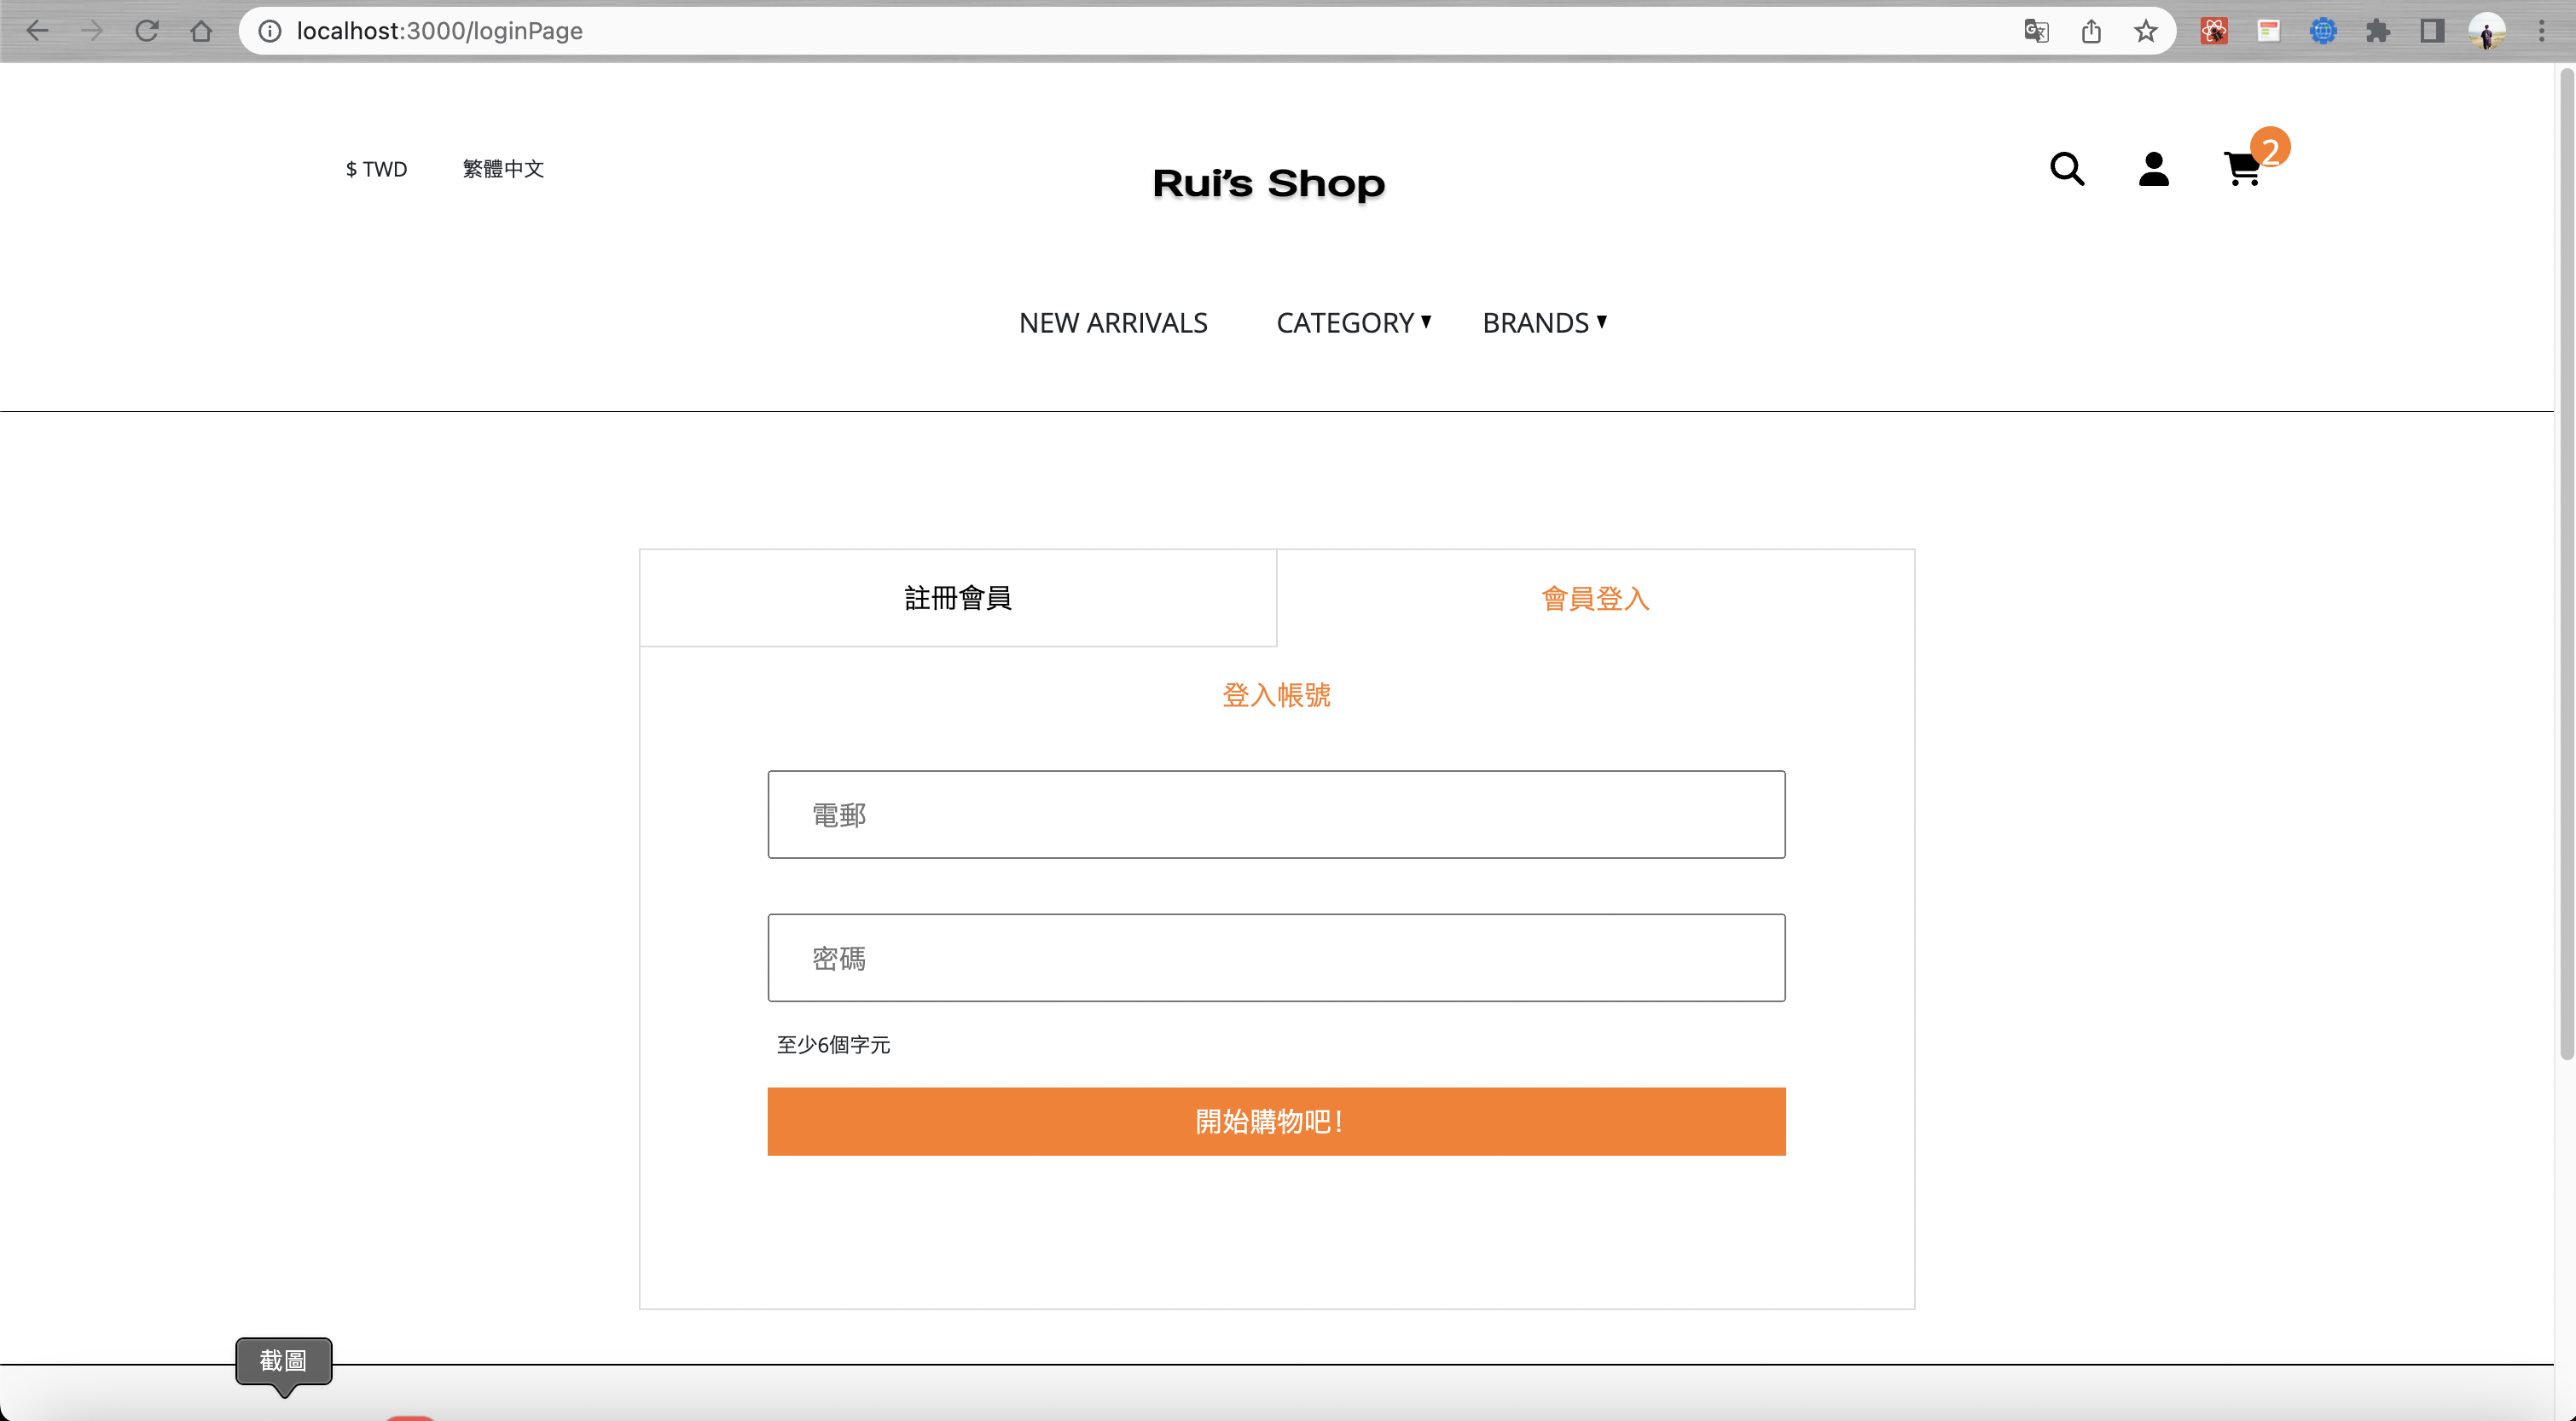 localhost:3000/loginPage
$ TWD
繁體中文
Rui's Shop
2
NEW ARRIVALS
CATEGORY ▼
BRANDS ▼
註冊會員
會員登入
登入帳號
電郵
密碼
至少6個字元
開始購物吧!
截圖